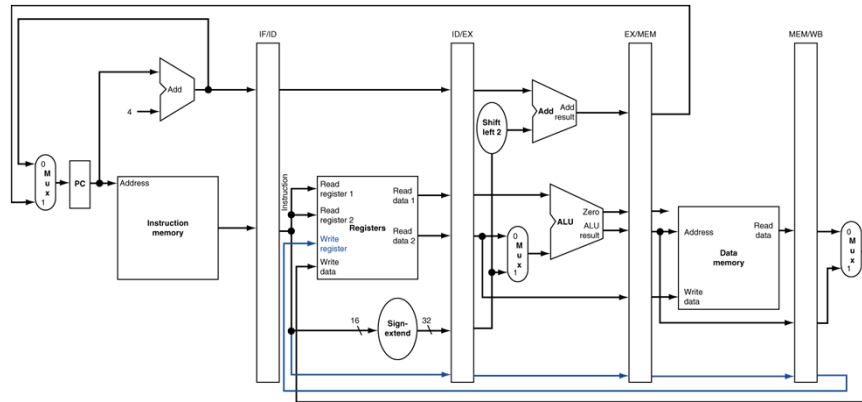 IF/ID
ID/EX
EX/MEM
MEM/WB
Add
4
Add
Add
result
Shift
left 2
0
M
u
x
1
PC
Address
Instruction
memory
Instruction
Read
register 1
Read
register 2
Write
register
Write
data
Registers
Read
data 1
Read
data 2
0
M
u
x
1
Zero
ALU
ALU
result
Address
Read
data
Data
memory
Write
data
0
M
u
x
1
16
Sign-
extend
32